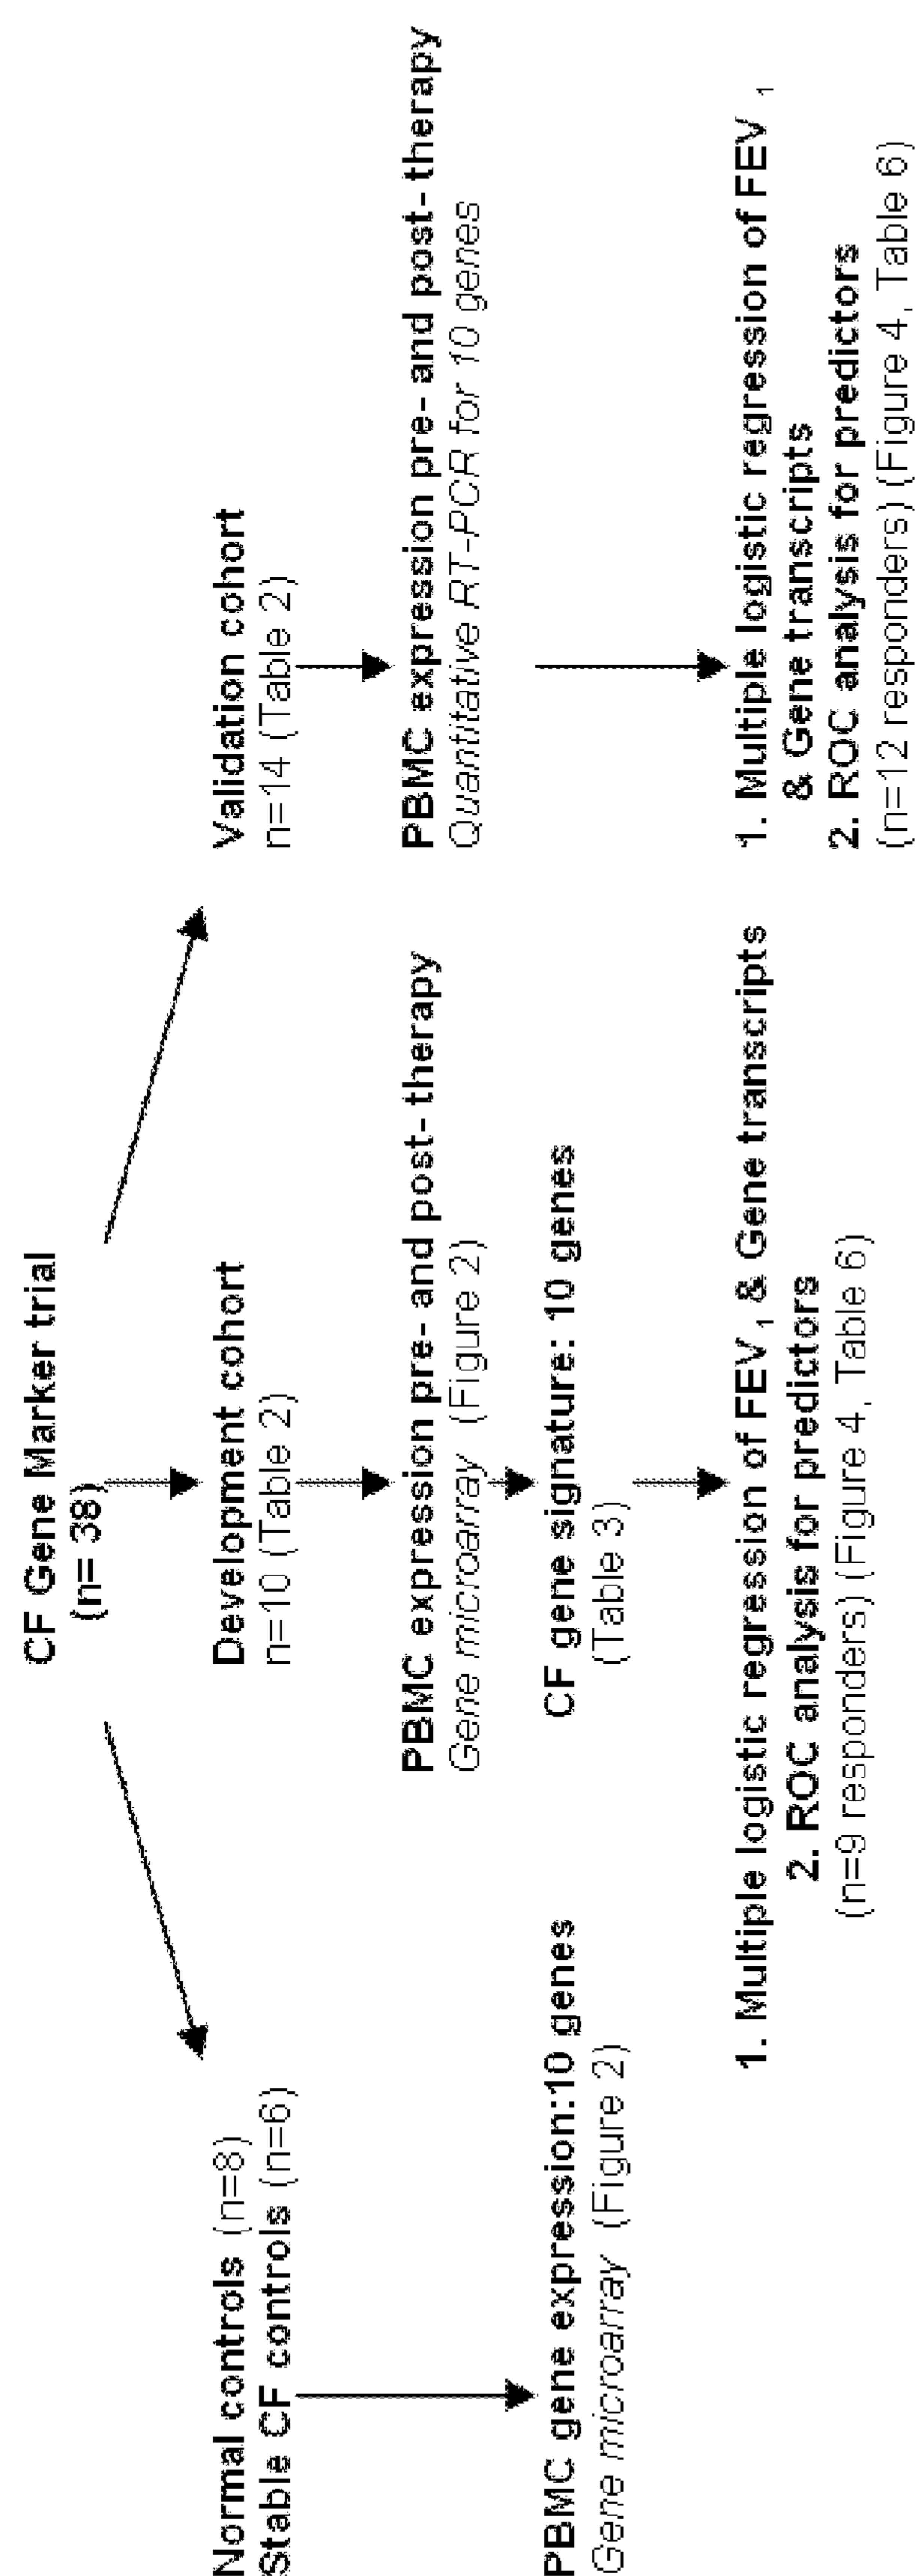 CF Gene Marker trial
(n= 38)
Normal controls (n=8)
Stable CF controls (n=6)
PBMC gene expression:10 genes
Gene microarray (Figure 2)
Development cohort
n=10 (Table 2)
PBMC expression pre- and post- therapy
Gene microarray (Figure 2)
CF gene signature: 10 genes
(Table 3)
1. Multiple logistic regression of FEV₁ & Gene transcripts
2. ROC analysis for predictors
(n=9 responders) (Figure 4, Table 6)
Validation cohort
n=14 (Table 2)
PBMC expression pre- and post- therapy
Quantitative RT-PCR for 10 genes
1. Multiple logistic regression of FEV ₁
& Gene transcripts
2. ROC analysis for predictors
(n=12 responders) (Figure 4, Table 6)